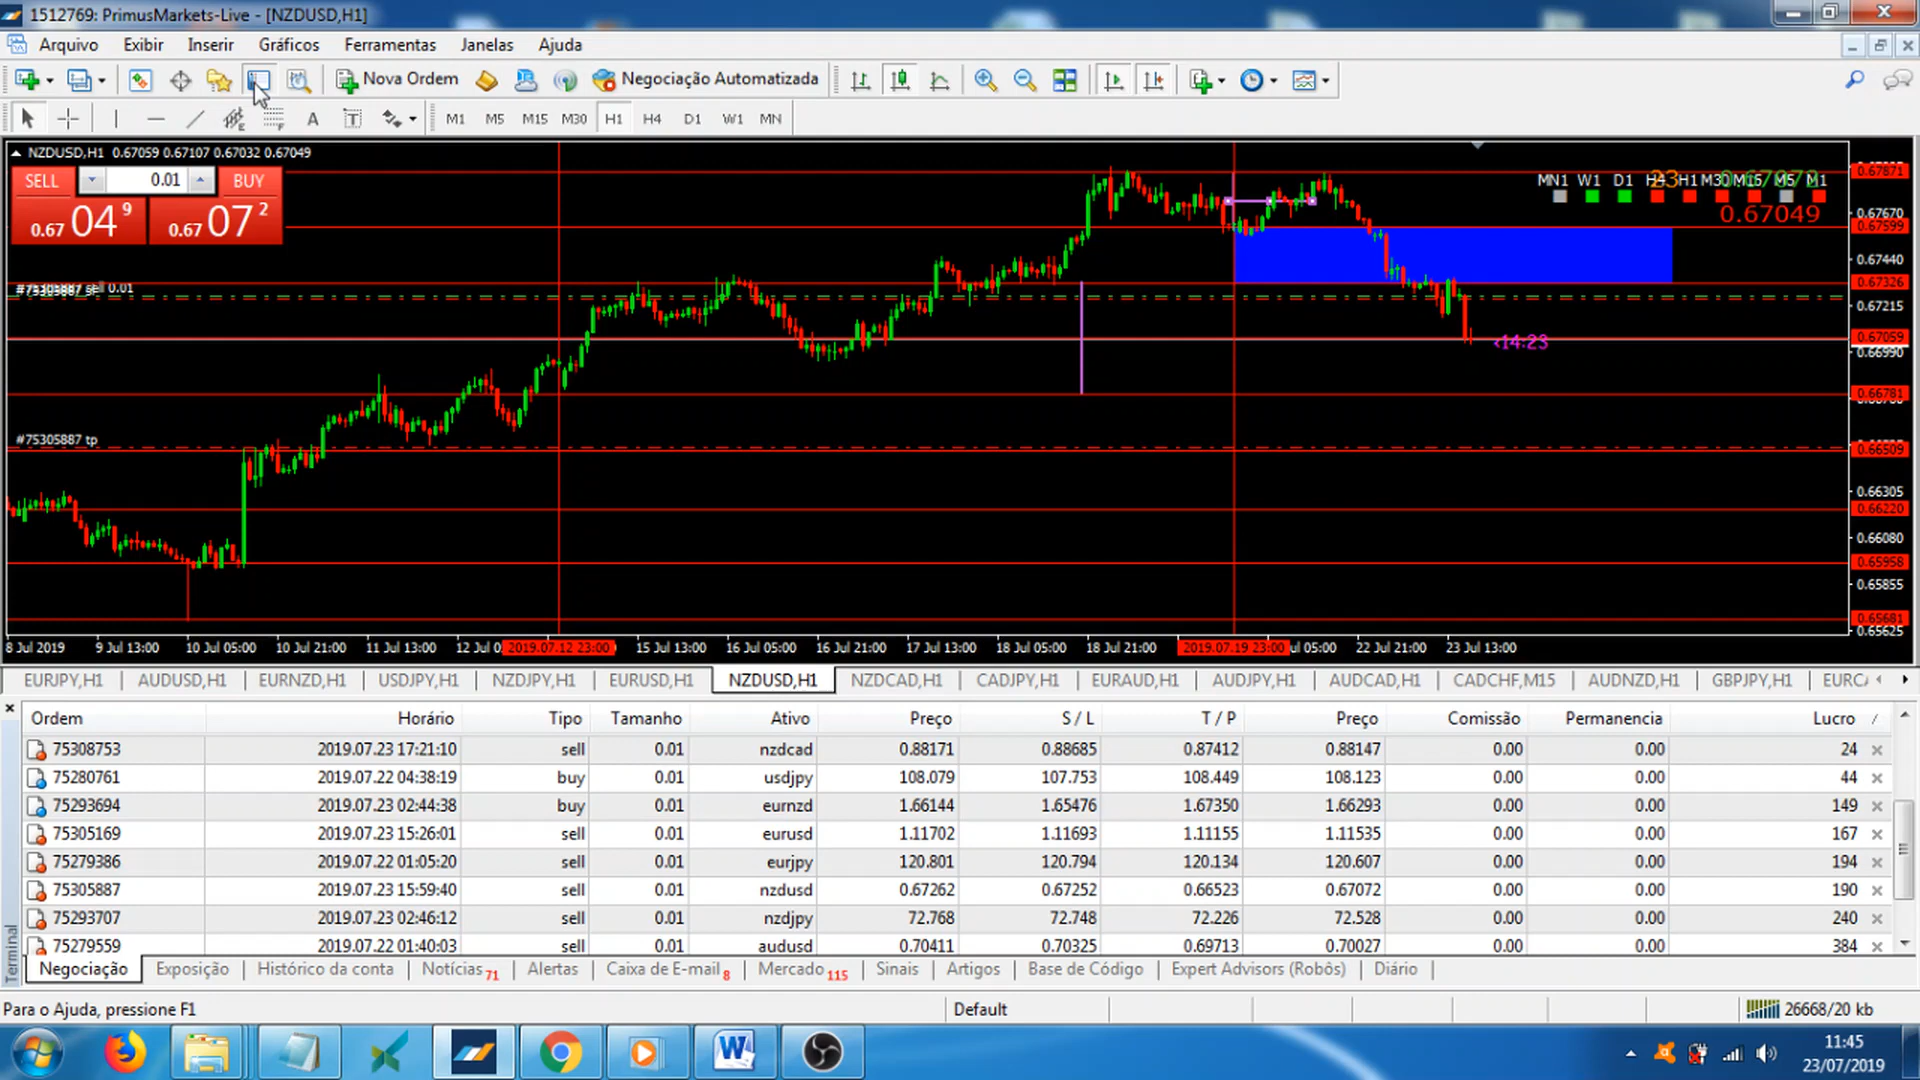 1512769: PrimusMarkets-Live - [NZDUSD,H1]
Arquivo Exibir Inserir Gráficos Ferramentas Janelas Ajuda
Nova Ordem Negociação Automatizada
M1 M5 M15 M30 H1 H4 D1 W1 MN
NZDUSD,H1 0.67059 0.67107 0.67032 0.67049
SELL 0.01 BUY
0.67 04 9 0.67 07 2
MN1 W1 D1 H4 H1 M30 M15 M5 M1
0.67049
0.67871
0.67670
0.67599
0.67440
0.67326
0.67215
0.67059
0.66990
0.66781
0.66509
0.66305
0.66220
0.66080
0.65958
0.65855
0.65681
0.65625
<14:23
#75305887 tp
8 Jul 2019 9 Jul 13:00 10 Jul 05:00 10 Jul 21:00 11 Jul 13:00 12 Jul 2019.07.12 23:00 15 Jul 13:00 16 Jul 05:00 16 Jul 21:00 17 Jul 13:00 18 Jul 05:00 18 Jul 21:00 2019.07.19 23:00 22 Jul 21:00 23 Jul 13:00
EURJPY,H1 AUDUSD,H1 EURNZD,H1 USDJPY,H1 NZDJPY,H1 EURUSD,H1 NZDUSD,H1 NZDCAD,H1 CADJPY,H1 EURAUD,H1 AUDJPY,H1 AUDCAD,H1 CADCHF,M15 AUDNZD,H1 GBPJPY,H1
Ordem Horário Tipo Tamanho Ativo Preço S / L T / P Preço Comissão Permanencia Lucro /
75308753 2019.07.23 17:21:10 sell 0.01 nzdcad 0.88171 0.88685 0.87412 0.88147 0.00 0.00 24
75280761 2019.07.22 04:38:19 buy 0.01 usdjpy 108.079 107.753 108.449 108.123 0.00 0.00 44
75293694 2019.07.23 02:44:38 buy 0.01 eurnzd 1.66144 1.65476 1.67350 1.66293 0.00 0.00 149
75305169 2019.07.23 15:26:01 sell 0.01 eurusd 1.11702 1.11693 1.11155 1.11535 0.00 0.00 167
75279386 2019.07.22 01:05:20 sell 0.01 eurjpy 120.801 120.794 120.134 120.607 0.00 0.00 194
75305887 2019.07.23 15:59:40 sell 0.01 nzdusd 0.67262 0.67252 0.66523 0.67072 0.00 0.00 190
75293707 2019.07.23 02:46:12 sell 0.01 nzdjpy 72.768 72.748 72.226 72.528 0.00 0.00 240
75279559 2019.07.22 01:40:03 sell 0.01 audusd 0.70411 0.70325 0.69713 0.70027 0.00 0.00 384
Terminal
Negociação Exposição Histórico da conta Notícias 71 Alertas Caixa de E-mail 8 Mercado 115 Sinais Artigos Base de Código Expert Advisors (Robôs) Diário
Para o Ajuda, pressione F1 Default 26668/20 kb
11:45
23/07/2019